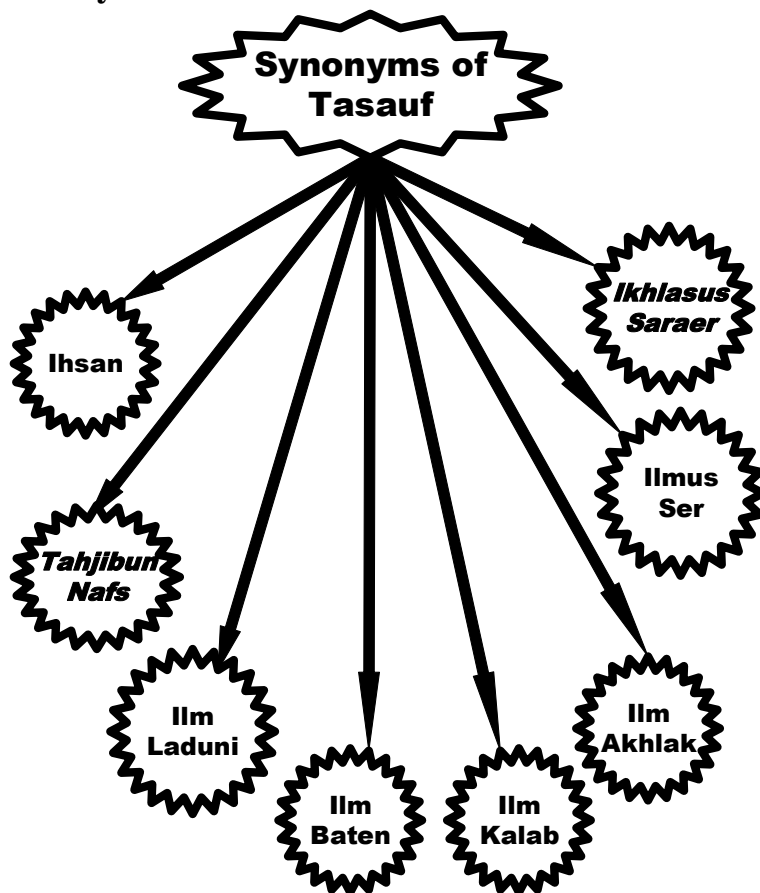 Synonyms of
Tasauf
Ihsan
Tahjibun
Nafs
Ilm
Laduni
Ilm
Baten
Ilm
Kalab
Ilm
Akhlak
Ilmus
Ser
Ikhlasus
Saraer